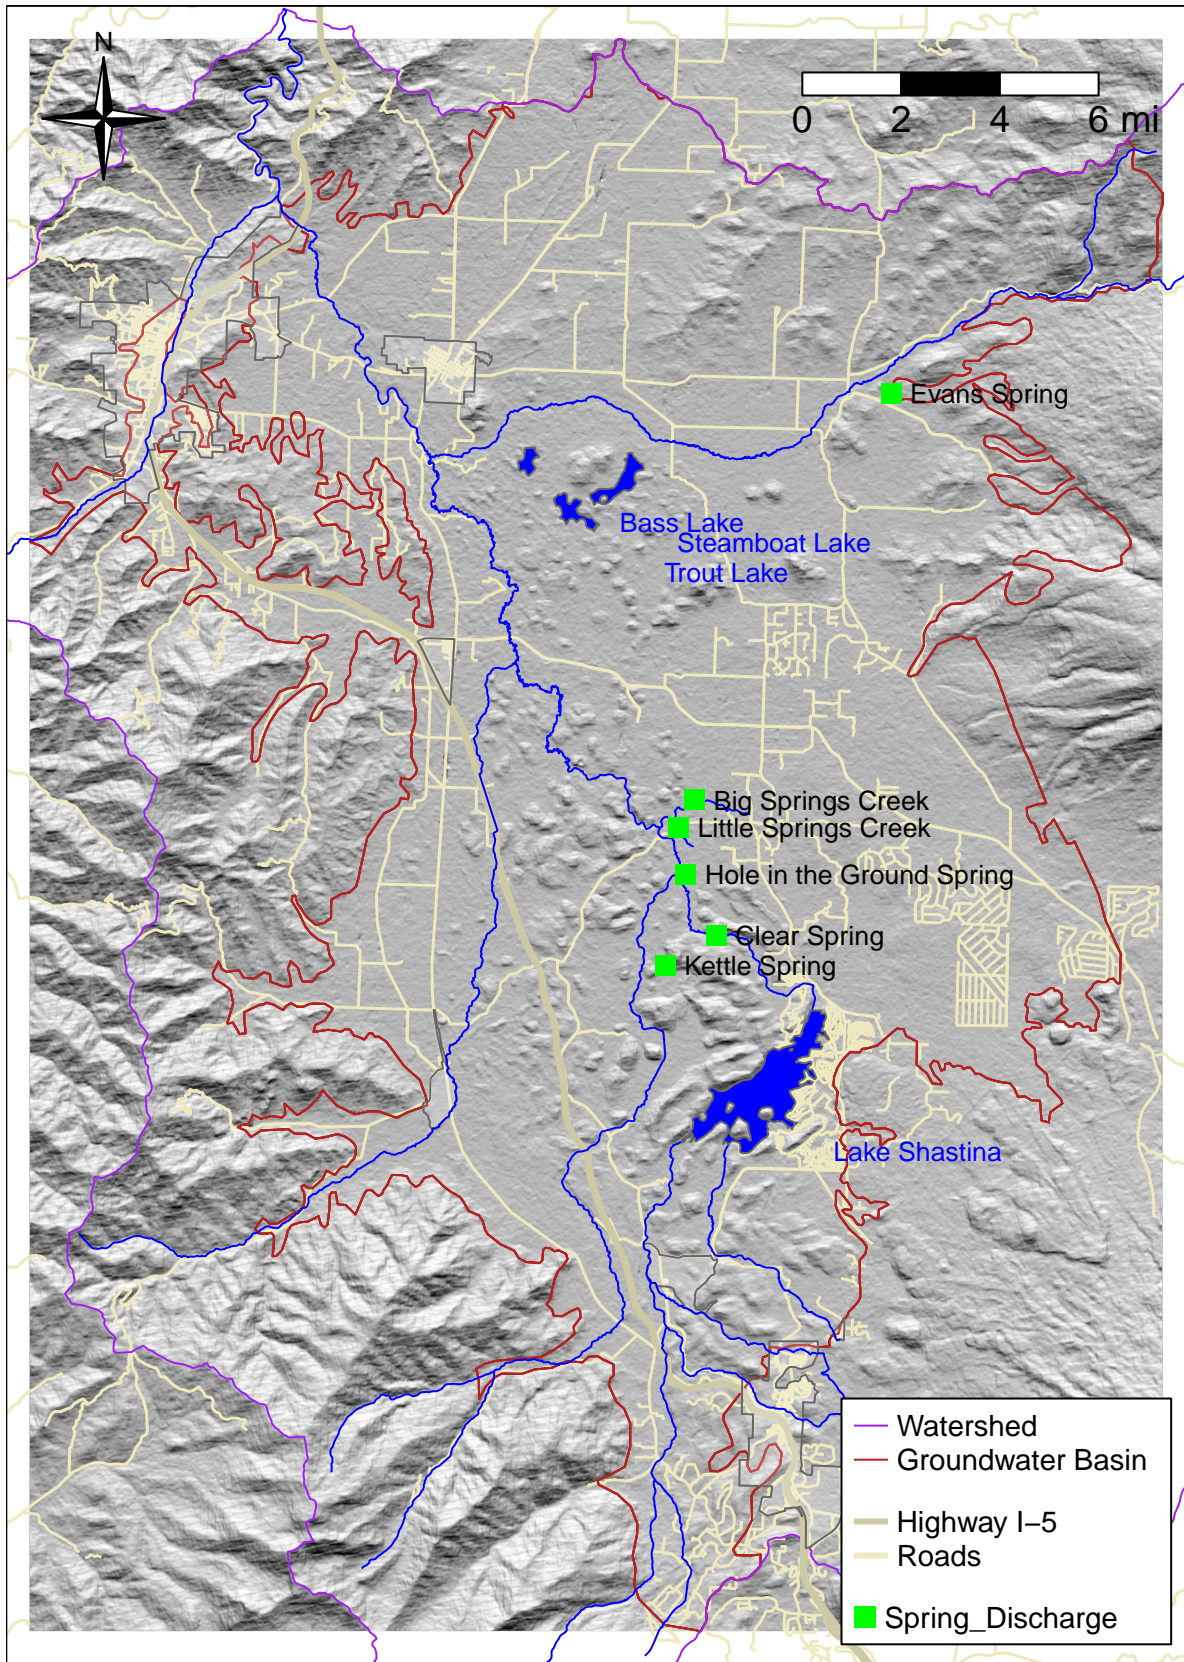 N
0 2 4 6 mi
Evans Spring
Bass Lake
Steamboat Lake
Trout Lake
Big Springs Creek
Little Springs Creek
Hole in the Ground Spring
Clear Spring
Kettle Spring
Lake Shastina
Watershed
Groundwater Basin
Highway I−5
Roads
Spring_Discharge